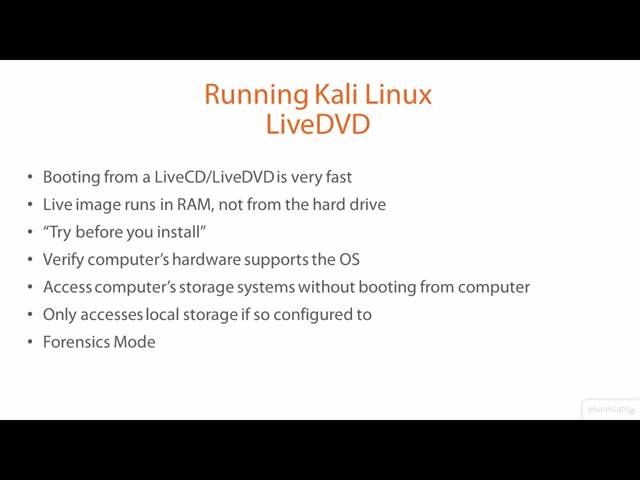 Running Kali Linux
LiveDVD
• Booting from a LiveCD/LiveDVD is very fast
• Live image runs in RAM, not from the hard drive
• “Try before you install”
• Verify computer’s hardware supports the OS
• Access computer’s storage systems without booting from computer
• Only accesses local storage if so configured to
• Forensics Mode
pluralsight